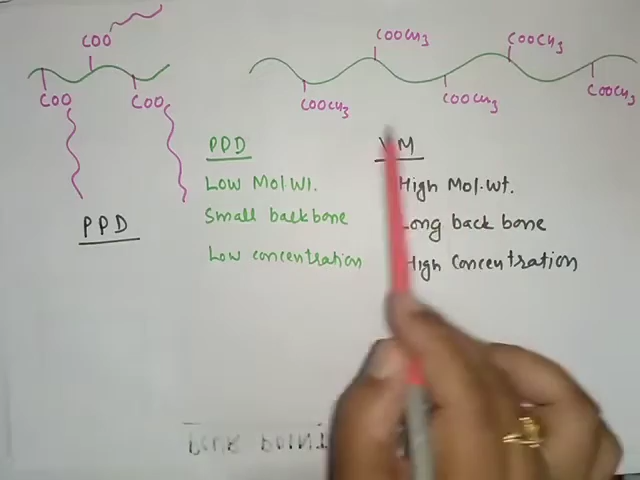 COO
COO COO
PPD
COOCH3 COOCH3
COOCH3 COOCH3 COOCH3
PPD
Low Mol Wt.
Small backbone
Low concentration
M
High Mol. wt.
Long back bone
High Concentration